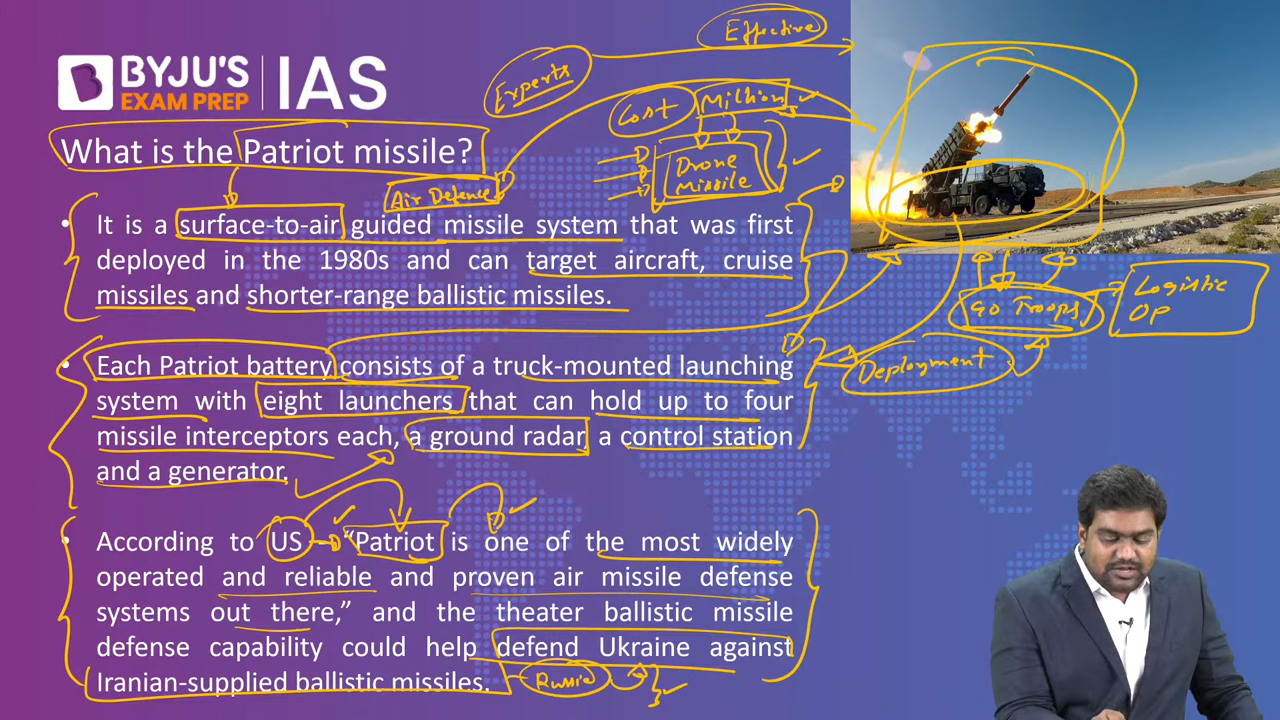 BYJU'S
EXAM PREP
IAS
Effective
Experts
Cost
Million
Drone
Missile
What is the Patriot missile?
Air Defense
• It is a surface-to-air guided missile system that was first
deployed in the 1980s and can target aircraft, cruise
missiles and shorter-range ballistic missiles.
90 Troops
Logistic
OP
Deployment
• Each Patriot battery consists of a truck-mounted launching
system with eight launchers that can hold up to four
missile interceptors each, a ground radar, a control station
and a generator.
• According to US "Patriot is one of the most widely
operated and reliable and proven air missile defense
systems out there,” and the theater ballistic missile
defense capability could help defend Ukraine against
Iranian-supplied ballistic missiles.
Russia